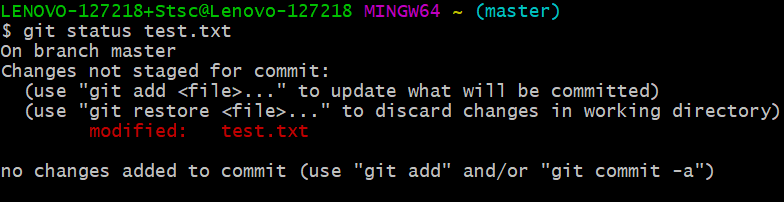 LENOVO-127218+Stsc@Lenovo-127218 MINGW64 ~ (master)
$ git status test.txt
On branch master
Changes not staged for commit:
  (use "git add <file>..." to update what will be committed)
  (use "git restore <file>..." to discard changes in working directory)
        modified:   test.txt

no changes added to commit (use "git add" and/or "git commit -a")